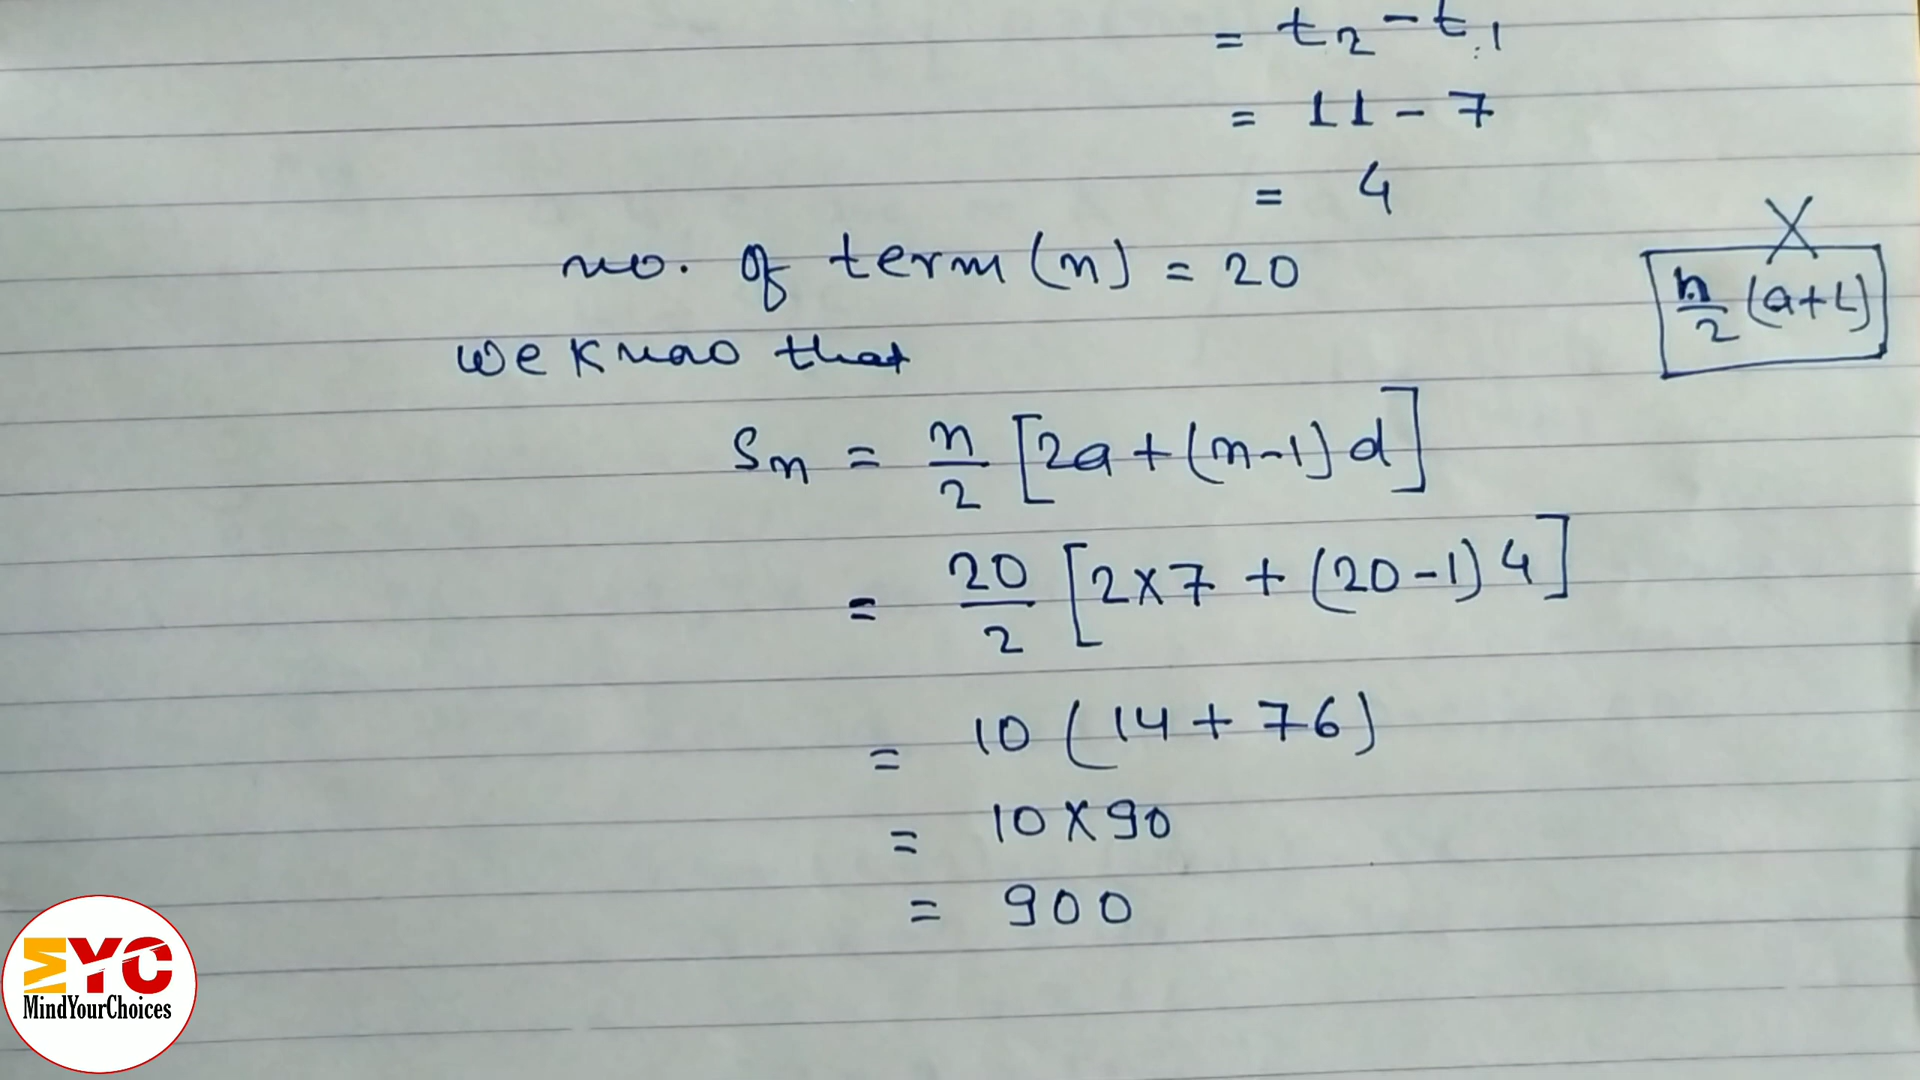 = t₂ - t₁
= 11 - 7
= 4
no. of term (n) = 20
X
n/2 (a+L)
we know that
Sn = n/2 [2a + (n-1) d]
= 20/2 [2×7 + (20-1) 4]
= 10 (14 + 76)
= 10 × 90
= 900
MYC
MindYourChoices